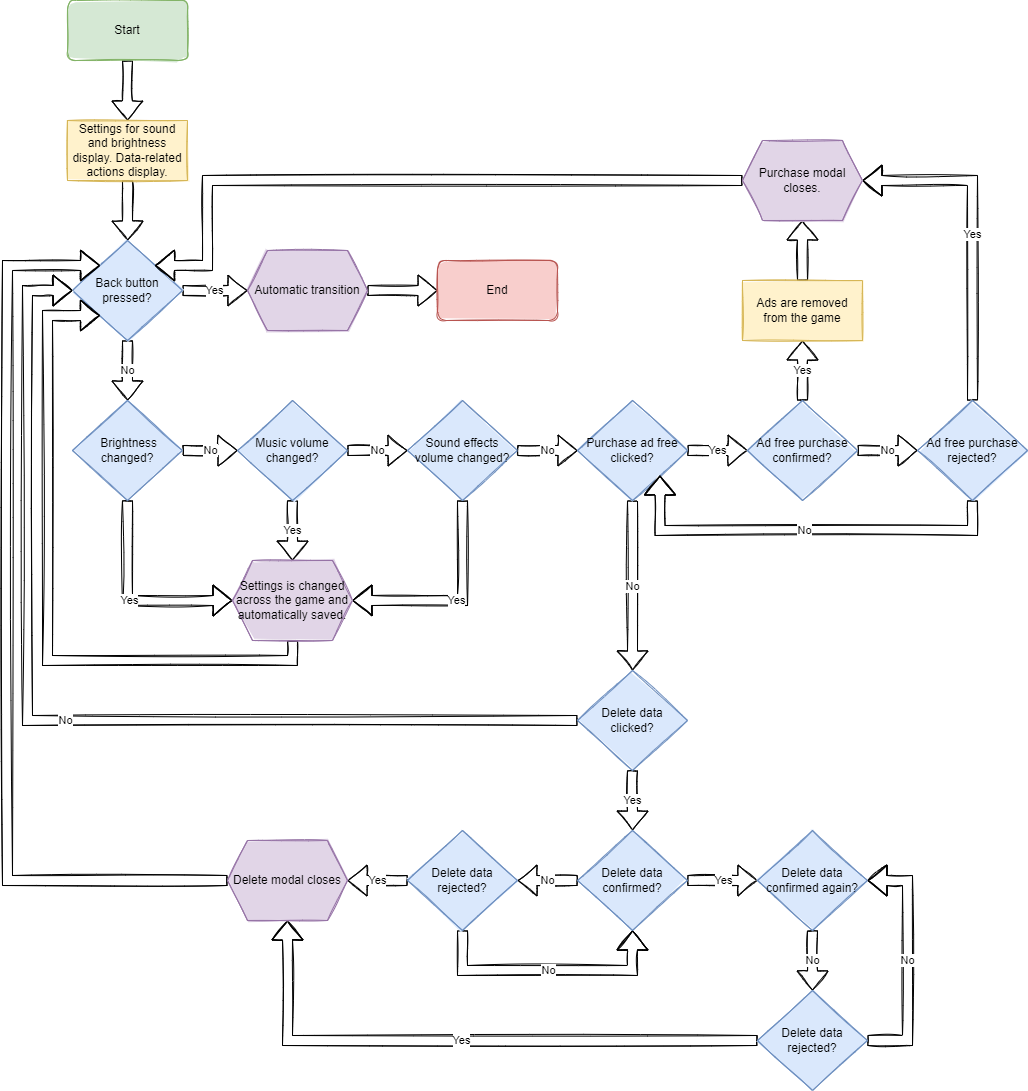 Start
Settings for sound
and brightness
display. Data-related
actions display.
Purchase modal
closes.
Yes
Back button
pressed?
Yes
Automatic transition
End
Ads are removed
from the game
No
Yes
Brightness
changed?
No
Music volume
changed?
No
Sound effects
volume changed?
No
Purchase ad free
clicked?
Yes
Ad free purchase
confirmed?
No
Ad free purchase
rejected?
Yes
No
Settings is changed
across the game and
automatically saved.
Yes
Yes
No
Delete data
clicked?
No
Yes
Delete modal closes
Yes
Delete data
rejected?
No
Delete data
confirmed?
Yes
Delete data
confirmed again?
No
No
No
Delete data
rejected?
Yes